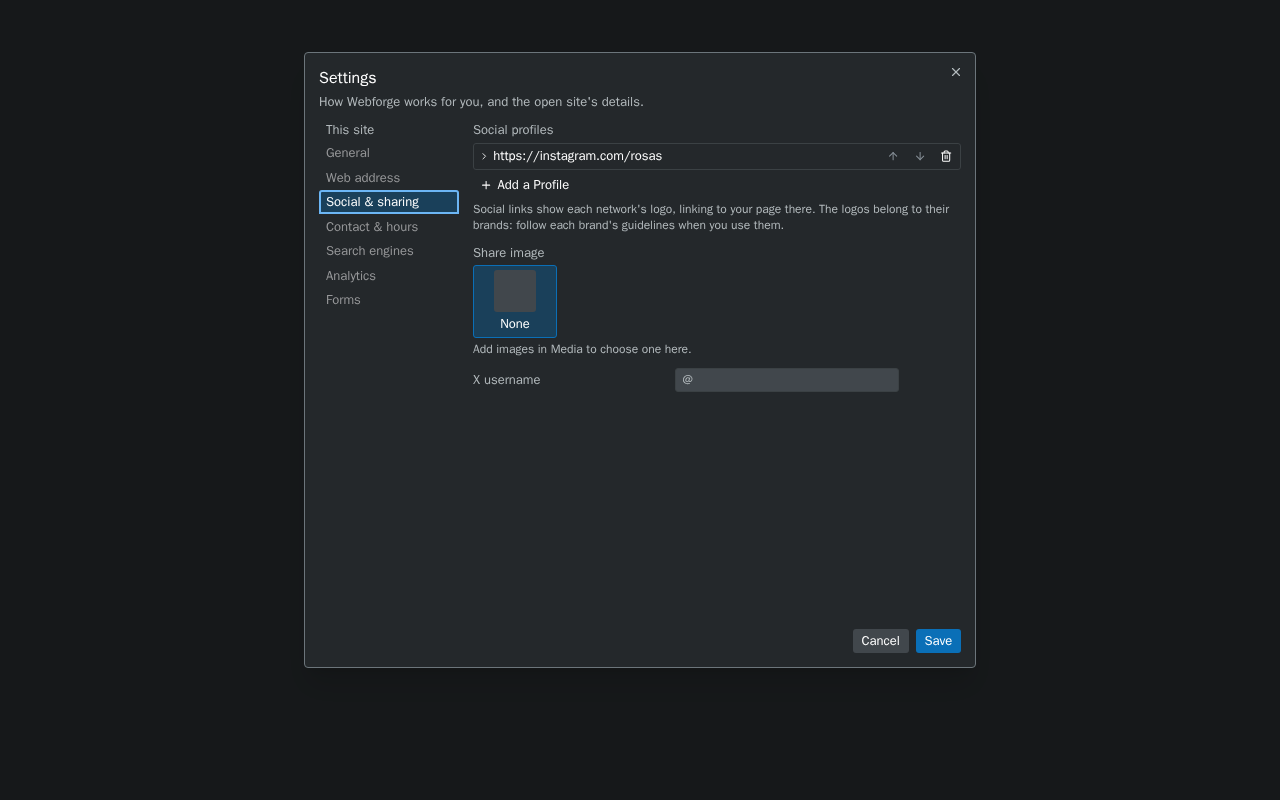 Settings
How Webforge works for you, and the open site's details.
This site
General
Web address
Social & sharing
Contact & hours
Search engines
Analytics
Forms
Social profiles
https://instagram.com/rosas
Add a Profile
Social links show each network's logo, linking to your page there. The logos belong to their
brands: follow each brand's guidelines when you use them.
Share image
None
Add images in Media to choose one here.
X username
@
Cancel
Save